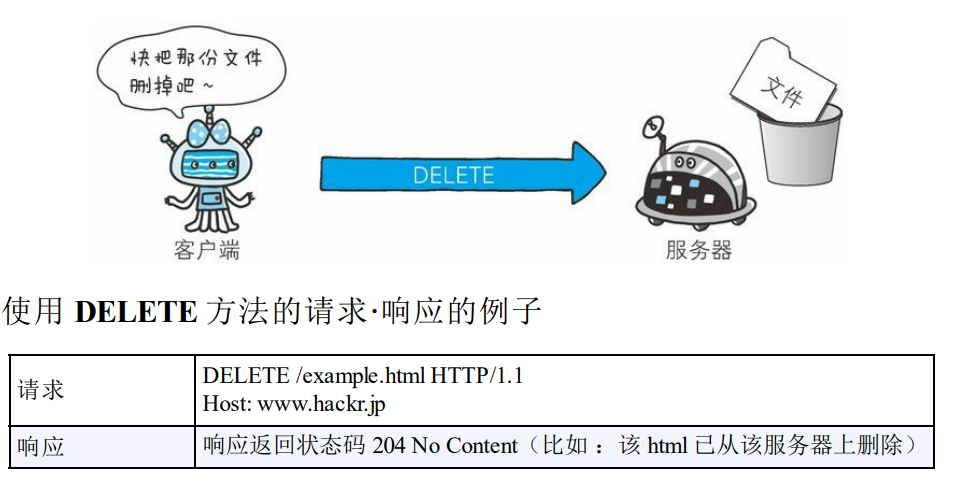 快把那份文件
删掉吧～
文件
DELETE
客户端
服务器
使用 DELETE 方法的请求·响应的例子
请求
DELETE /example.html HTTP/1.1
Host: www.hackr.jp
响应
响应返回状态码 204 No Content（比如 ：该 html 已从该服务器上删除）